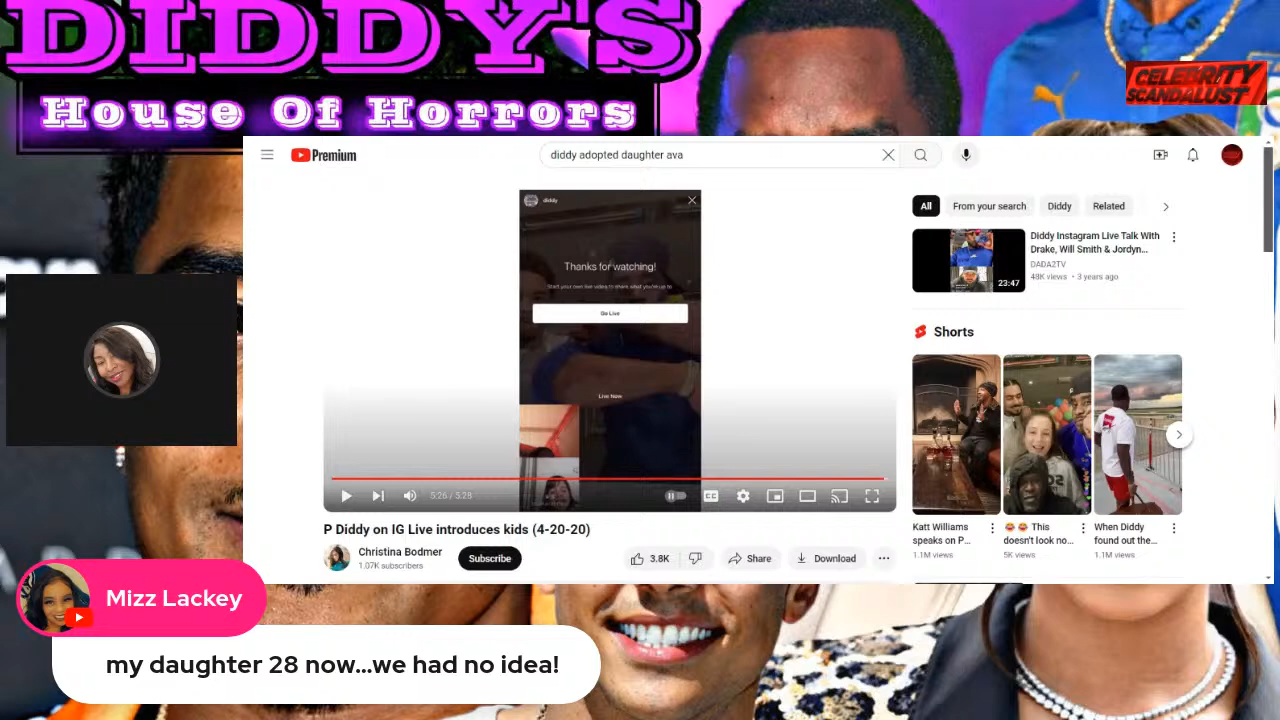 DIDDY'S
House Of Horrors
CELEBRITY
SCANDALUST
Premium
diddy adopted daughter ava
diddy
Thanks for watching!
Go Live
Live Now
5:26 / 5:28
CC
P Diddy on IG Live introduces kids (4-20-20)
Christina Bodmer
1.07K subscribers
Subscribe
3.8K
Share
Download
All
From your search
Diddy
Related
Diddy Instagram Live Talk With
Drake, Will Smith & Jordyn...
DADA2TV
48K views • 3 years ago
23:47
Shorts
Katt Williams
speaks on P...
1.1M views
😂😂 This
doesn't look no...
5K views
When Diddy
found out the...
1.1M views
Mizz Lackey
my daughter 28 now...we had no idea!